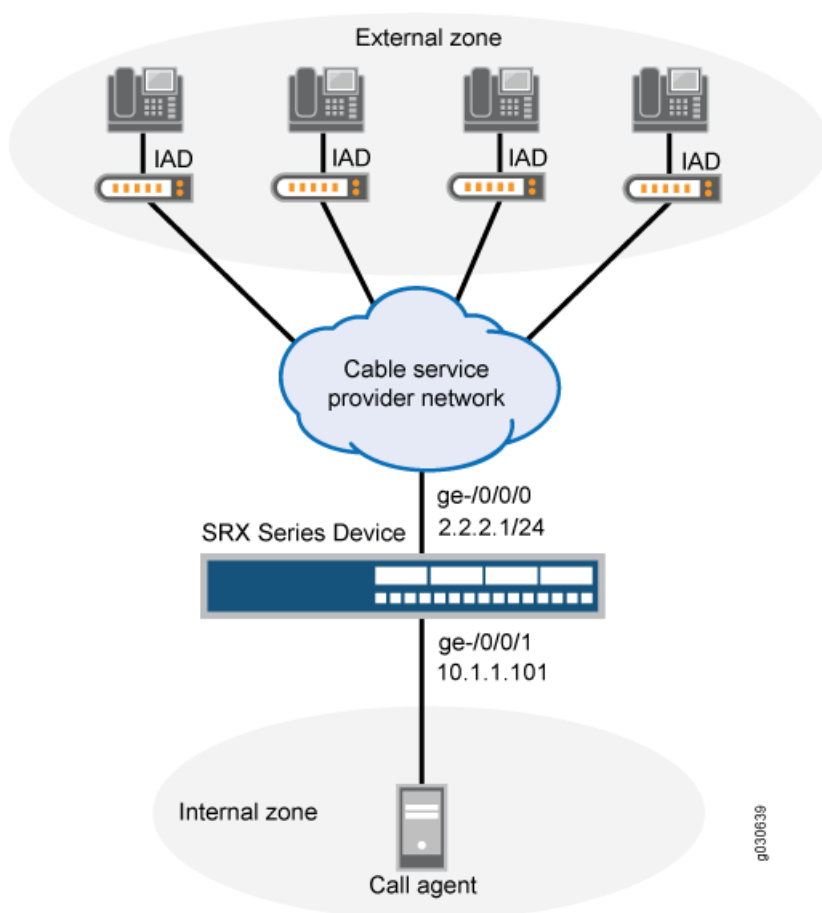 External zone
IAD
IAD
IAD
IAD
Cable service
provider network
ge-/0/0/0
2.2.2.1/24
SRX Series Device
ge-/0/0/1
10.1.1.101
Internal zone
Call agent
g030639